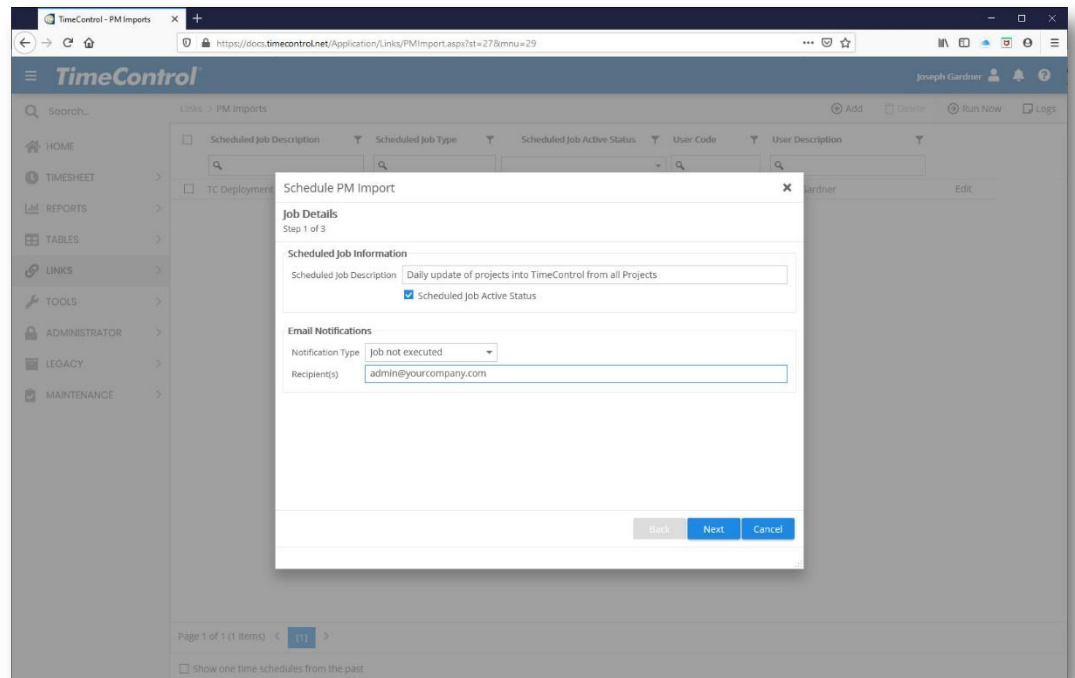 TimeControl - PM Imports
https://docs.timecontrol.net/Application/Links/PMImport.aspx?st=27&mnu=29
TimeControl
Joseph Gardner
Search...
Links > PM Imports
Add Delete Run Now Logs
Scheduled Job Description Scheduled Job Type Scheduled Job Active Status User Code User Description
HOME
TIMESHEET
TC Deployment
Gardner
Edit
REPORTS
TABLES
LINKS
TOOLS
ADMINISTRATOR
LEGACY
MAINTENANCE
Schedule PM Import
Job Details
Step 1 of 3
Scheduled Job Information
Scheduled Job Description Daily update of projects into TimeControl from all Projects
Scheduled Job Active Status
Email Notifications
Notification Type Job not executed
Recipient(s) admin@yourcompany.com
Back Next Cancel
Page 1 of 1 (1 items) < [1] >
Show one time schedules from the past